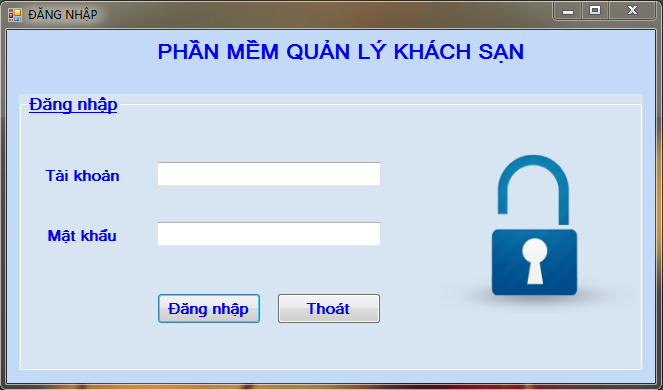 ĐĂNG NHẬP
PHẦN MỀM QUẢN LÝ KHÁCH SẠN
Đăng nhập
Tài khoản
Mật khẩu
Đăng nhập
Thoát